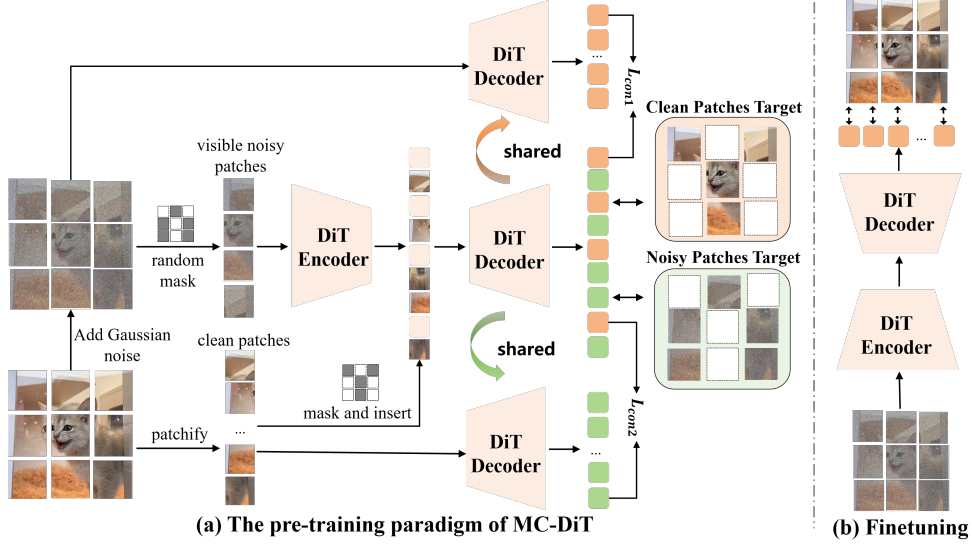 DiT
Decoder
...
L_con1
Clean Patches Target
visible noisy
patches
shared
random
mask
DiT
Encoder
DiT
Decoder
Noisy Patches Target
Add Gaussian
noise
clean patches
shared
mask and insert
...
patchify
DiT
Decoder
...
L_con2
(a) The pre-training paradigm of MC-DiT
...
DiT
Decoder
DiT
Encoder
(b) Finetuning